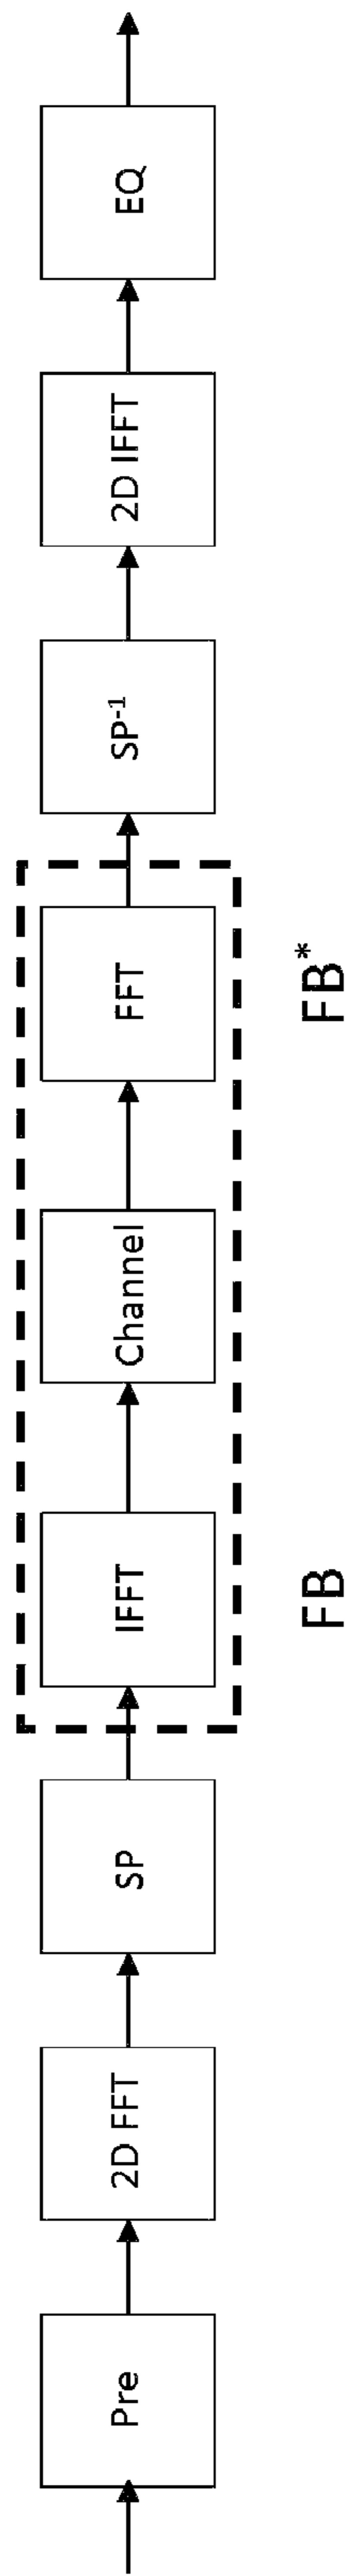 Pre
2D FFT
SP
IFFT
Channel
FFT
SP⁻¹
2D IFFT
EQ
FB
FB*